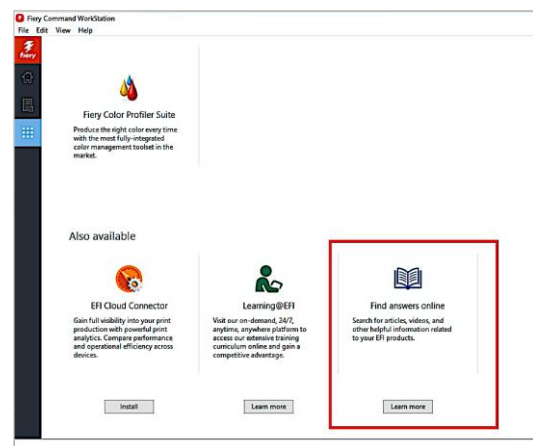 Fiery Command WorkStation
File Edit View Help
fiery
Fiery Color Profiler Suite
Produce the right color every time
with the most fully-integrated
color management toolset in the
market.
Also available
EFI Cloud Connector
Gain full visibility into your print
production with powerful print
analytics. Compare performance
and operational efficiency across
devices.
Install
Learning@EFI
Visit our on-demand, 24/7,
anytime, anywhere platform to
access our extensive training
curriculum online and gain a
competitive advantage.
Learn more
Find answers online
Search for articles, videos, and
other helpful information related
to your EFI products.
Learn more